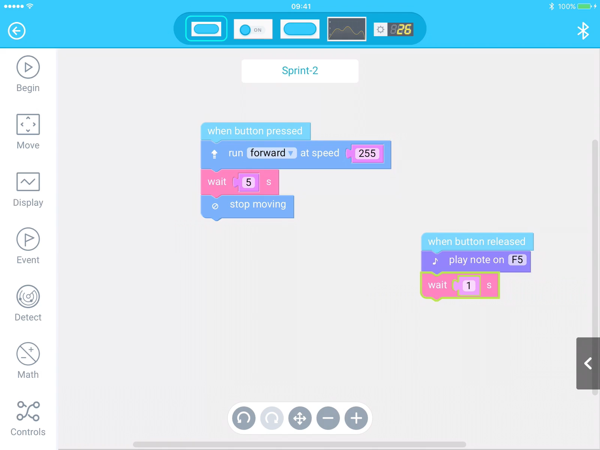 09:41
100%
ON
26
Sprint-2
Begin
Move
Display
Event
Detect
Math
Controls
when button pressed
run forward at speed 255
wait 5 s
stop moving
when button released
play note on F5
wait 1 s